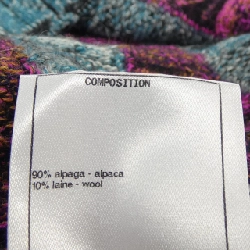 COMPOSITION
90% alpaga - alpaca
10% laine - wool